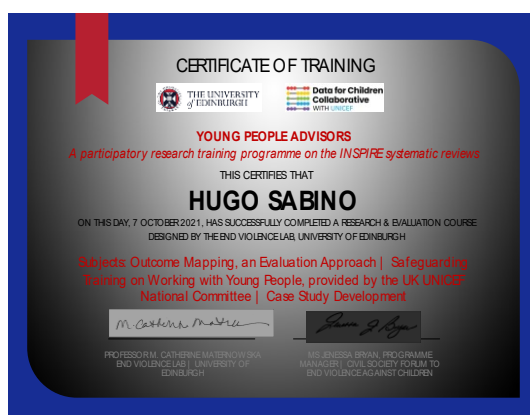 CERTIFICATE OF TRAINING
THE UNIVERSITY
of EDINBURGH
Data for Children
Collaborative
WITH UNICEF
YOUNG PEOPLE ADVISORS
A participatory research training programme on the INSPIRE systematic reviews
THIS CERTIFIES THAT
HUGO SABINO
ON THIS DAY, 7 OCTOBER 2021, HAS SUCCESSFULLY COMPLETED A RESEARCH & EVALUATION COURSE
DESIGNED BY THE END VIOLENCE LAB, UNIVERSITY OF EDINBURGH
Subjects: Outcome Mapping, an Evaluation Approach | Safeguarding
Training on Working with Young People, provided by the UK UNICEF
National Committee | Case Study Development
M. Catherine Maternowska
PROFESSOR M. CATHERINE MATERNOWSKA
END VIOLENCE LAB | UNIVERSITY OF
EDINBURGH
MS JENESSA BRYAN, PROGRAMME
MANAGER | CIVIL SOCIETY FORUM TO
END VIOLENCE AGAINST CHILDREN